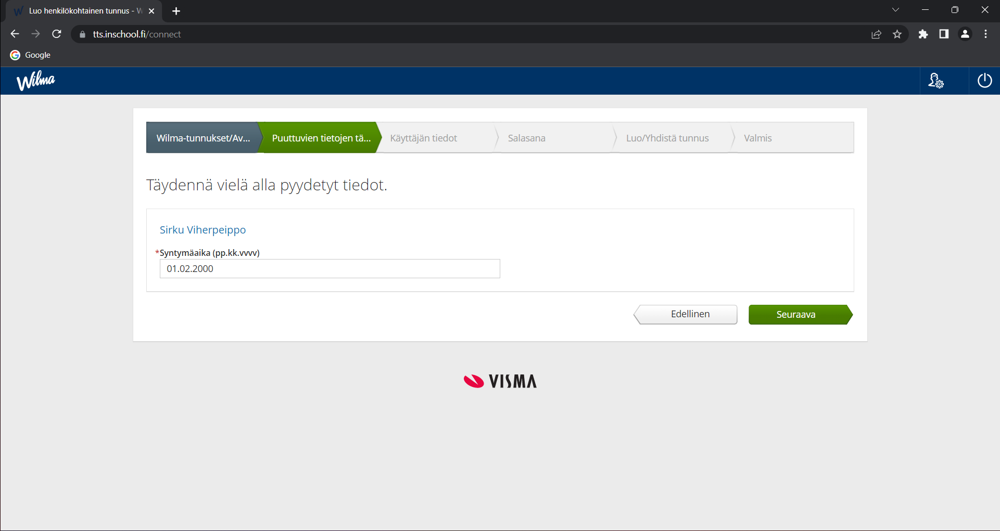 Luo henkilökohtainen tunnus - W
tts.inschool.fi/connect
Google
Wilma
Wilma-tunnukset/Av...
Puuttuvien tietojen tä...
Käyttäjän tiedot
Salasana
Luo/Yhdistä tunnus
Valmis
Täydennä vielä alla pyydetyt tiedot.
Sirku Viherpeippo
*Syntymäaika (pp.kk.vvvv)
01.02.2000
Edellinen
Seuraava
VISMA